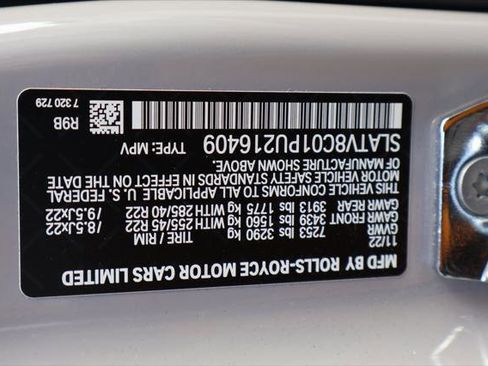 MFD BY ROLLS-ROYCE MOTOR CARS LIMITED
11/22
GVWR 7253 lbs 3290 kg TIRE / RIM
GAWR FRONT 3439 lbs 1560 kg WITH 255/45 R22 /8.5Jx22
GAWR REAR 3913 lbs 1775 kg WITH 285/40 R22 /9.5Jx22
THIS VEHICLE CONFORMS TO ALL APPLICABLE U. S. FEDERAL
MOTOR VEHICLE SAFETY STANDARDS IN EFFECT ON THE DATE
OF MANUFACTURE SHOWN ABOVE.
SLATV8C01PU216409 TYPE: MPV
R9B
7 320 729